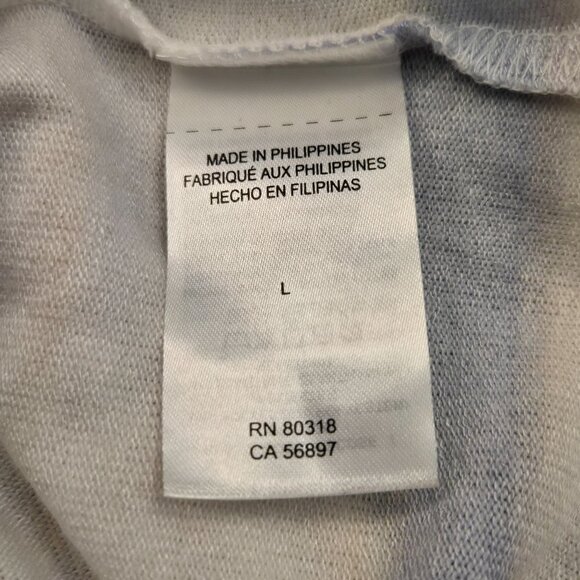 MADE IN PHILIPPINES
FABRIQUÉ AUX PHILIPPINES
HECHO EN FILIPINAS
L
RN 80318
CA 56897